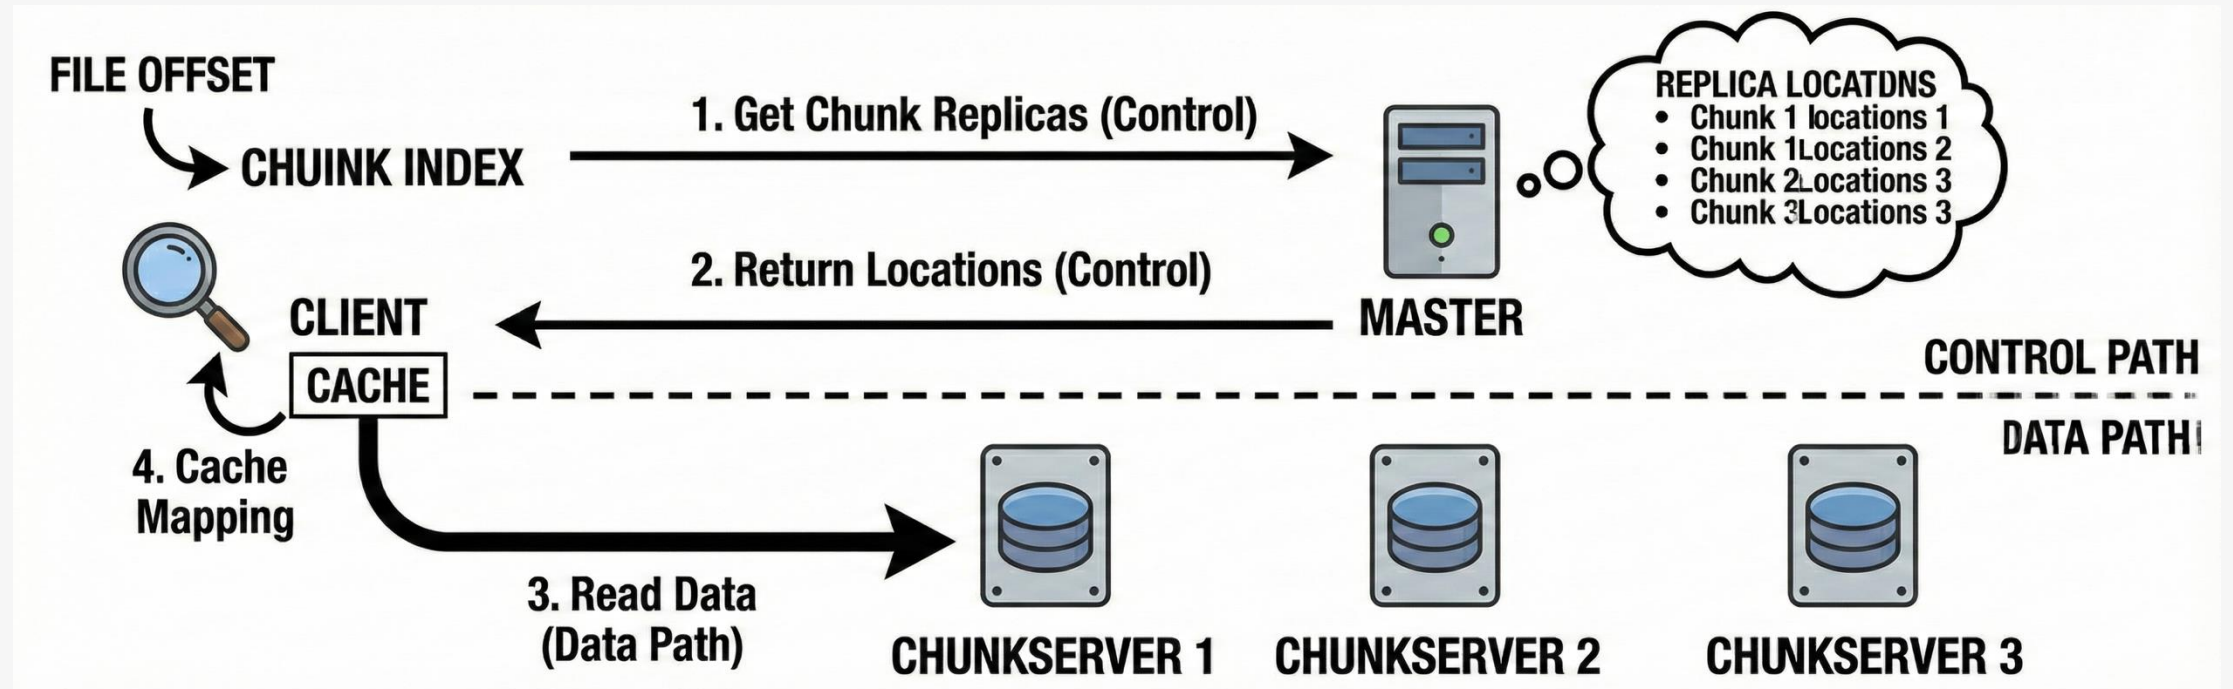 FILE OFFSET
CHUINK INDEX
1. Get Chunk Replicas (Control)
REPLICA LOCATDNS
• Chunk 1 locations 1
• Chunk 1Locations 2
• Chunk 2Locations 3
• Chunk 3Locations 3
2. Return Locations (Control)
MASTER
CLIENT
CACHE
CONTROL PATH
DATA PATH
4. Cache
Mapping
3. Read Data
(Data Path)
CHUNKSERVER 1
CHUNKSERVER 2
CHUNKSERVER 3